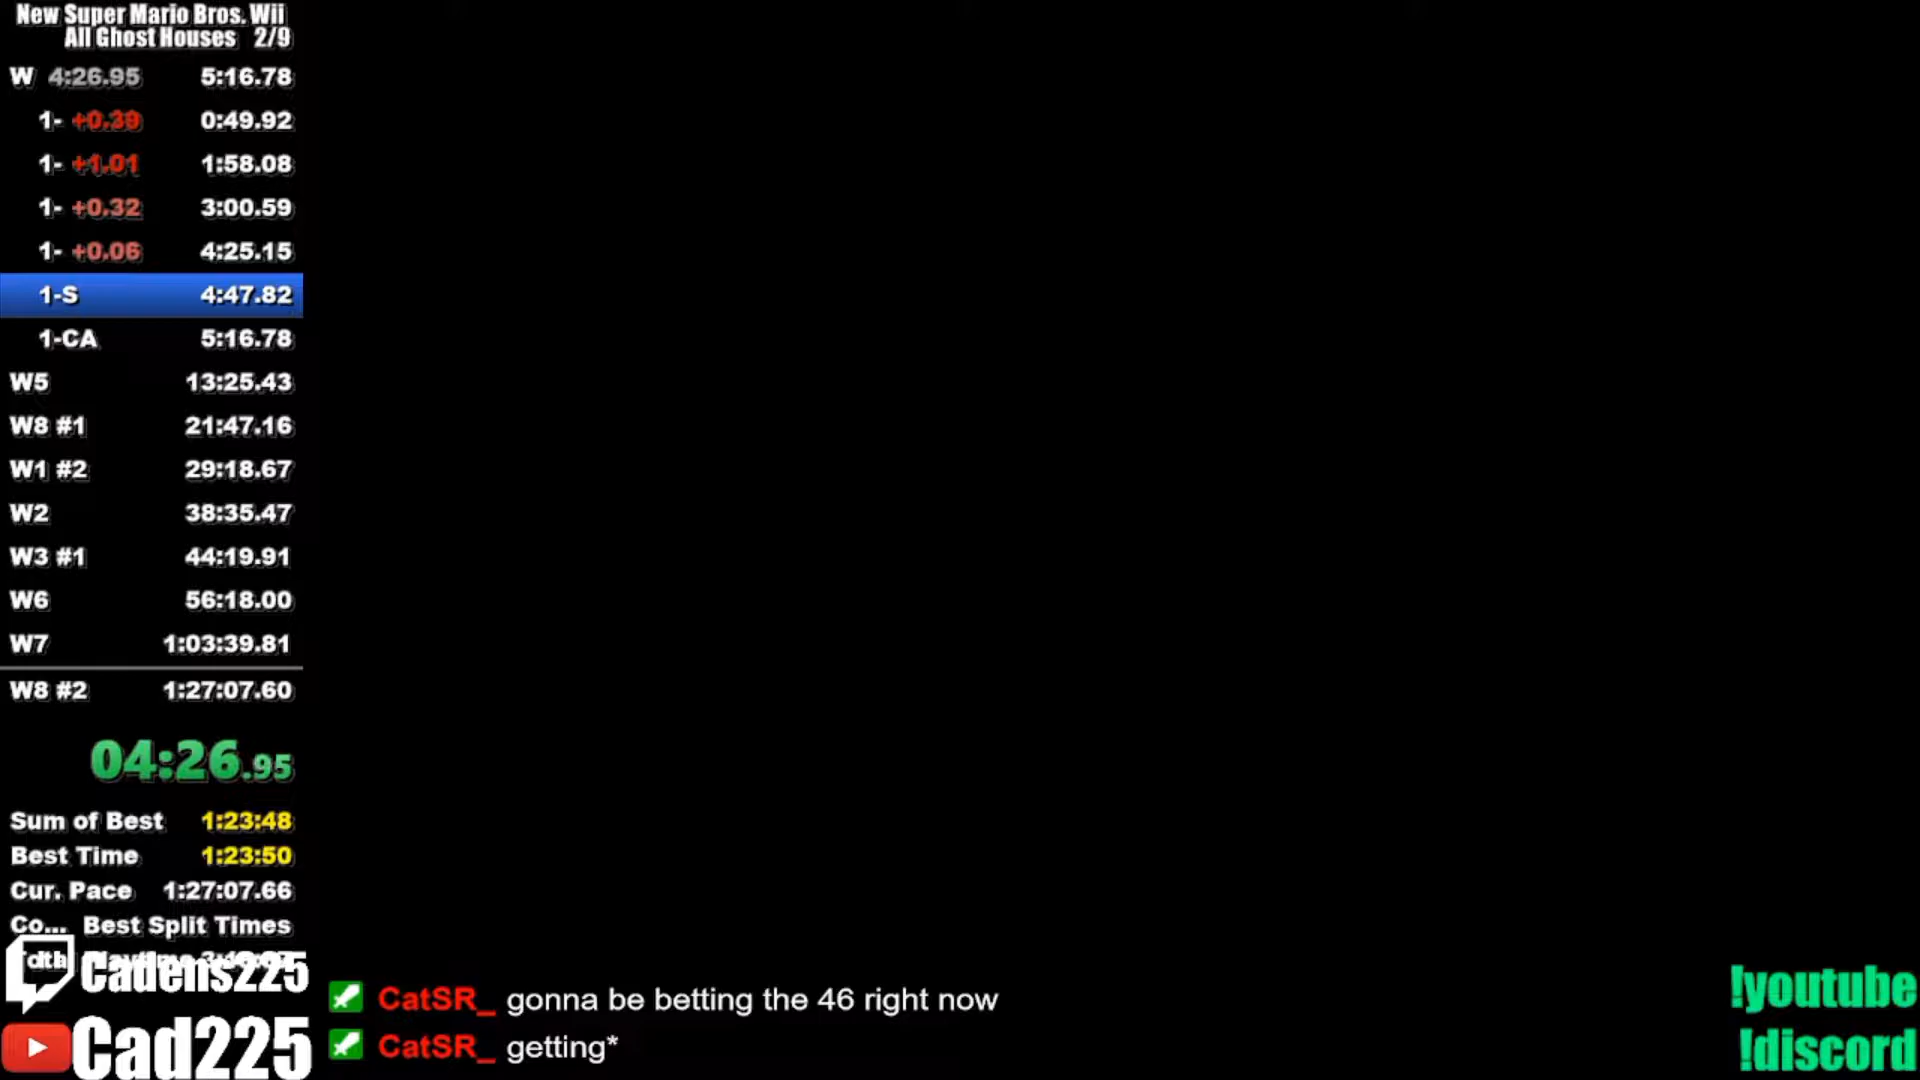 New Super Mario Bros. Wii
All Ghost Houses 2/9
W 4:26.95 5:16.78
1- +0.39 0:49.92
1- +1.01 1:58.08
1- +0.32 3:00.59
1- +0.06 4:25.15
1-S 4:47.82
1-CA 5:16.78
W5 13:25.43
W8 #1 21:47.16
W1 #2 29:18.67
W2 38:35.47
W3 #1 44:19.91
W6 56:18.00
W7 1:03:39.81
W8 #2 1:27:07.60
04:26.95
Sum of Best 1:23:48
Best Time 1:23:50
Cur. Pace 1:27:07.66
Co... Best Split Times
Cadens225
Cad225
CatSR_ gonna be betting the 46 right now
CatSR_ getting*
!youtube
!discord